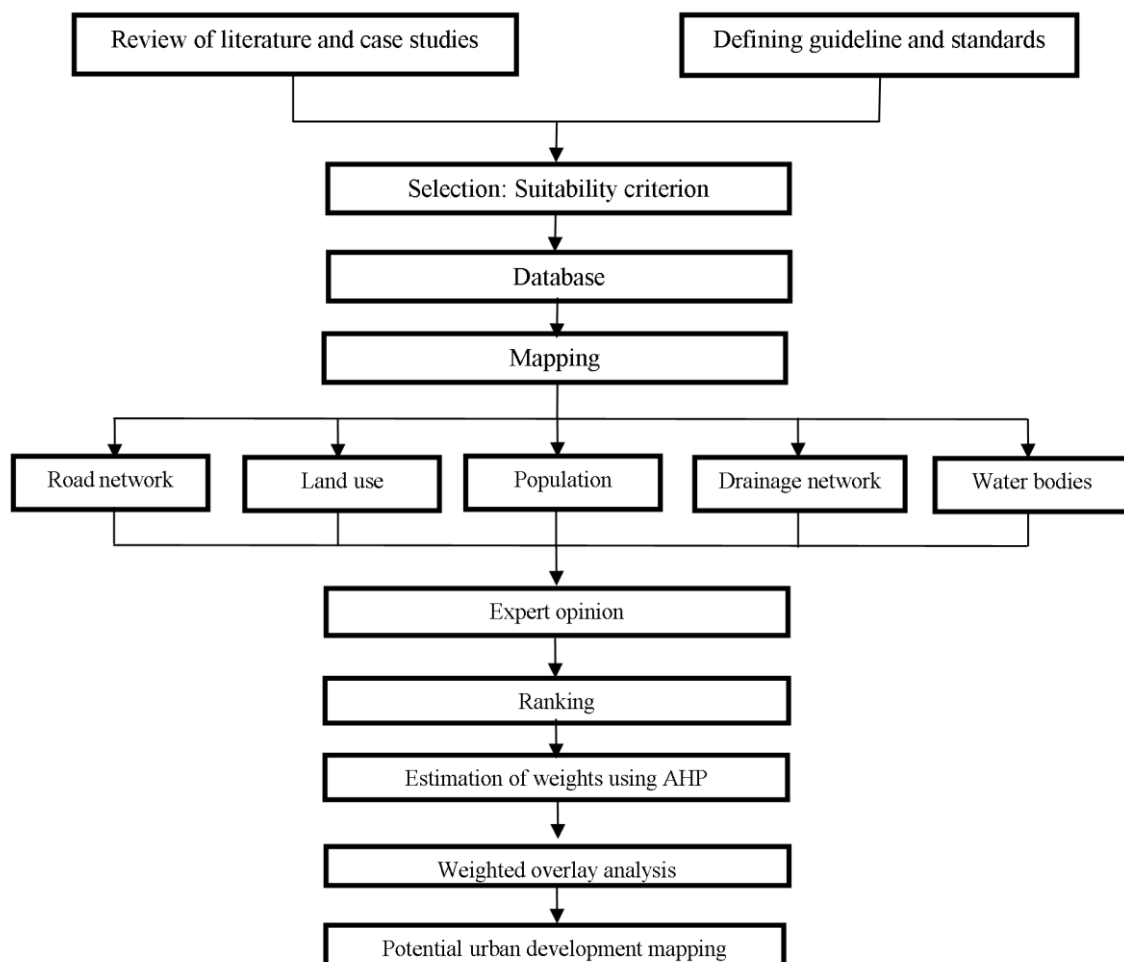 Review of literature and case studies
Defining guideline and standards
Selection: Suitability criterion
Database
Mapping
Road network
Land use
Population
Drainage network
Water bodies
Expert opinion
Ranking
Estimation of weights using AHP
Weighted overlay analysis
Potential urban development mapping